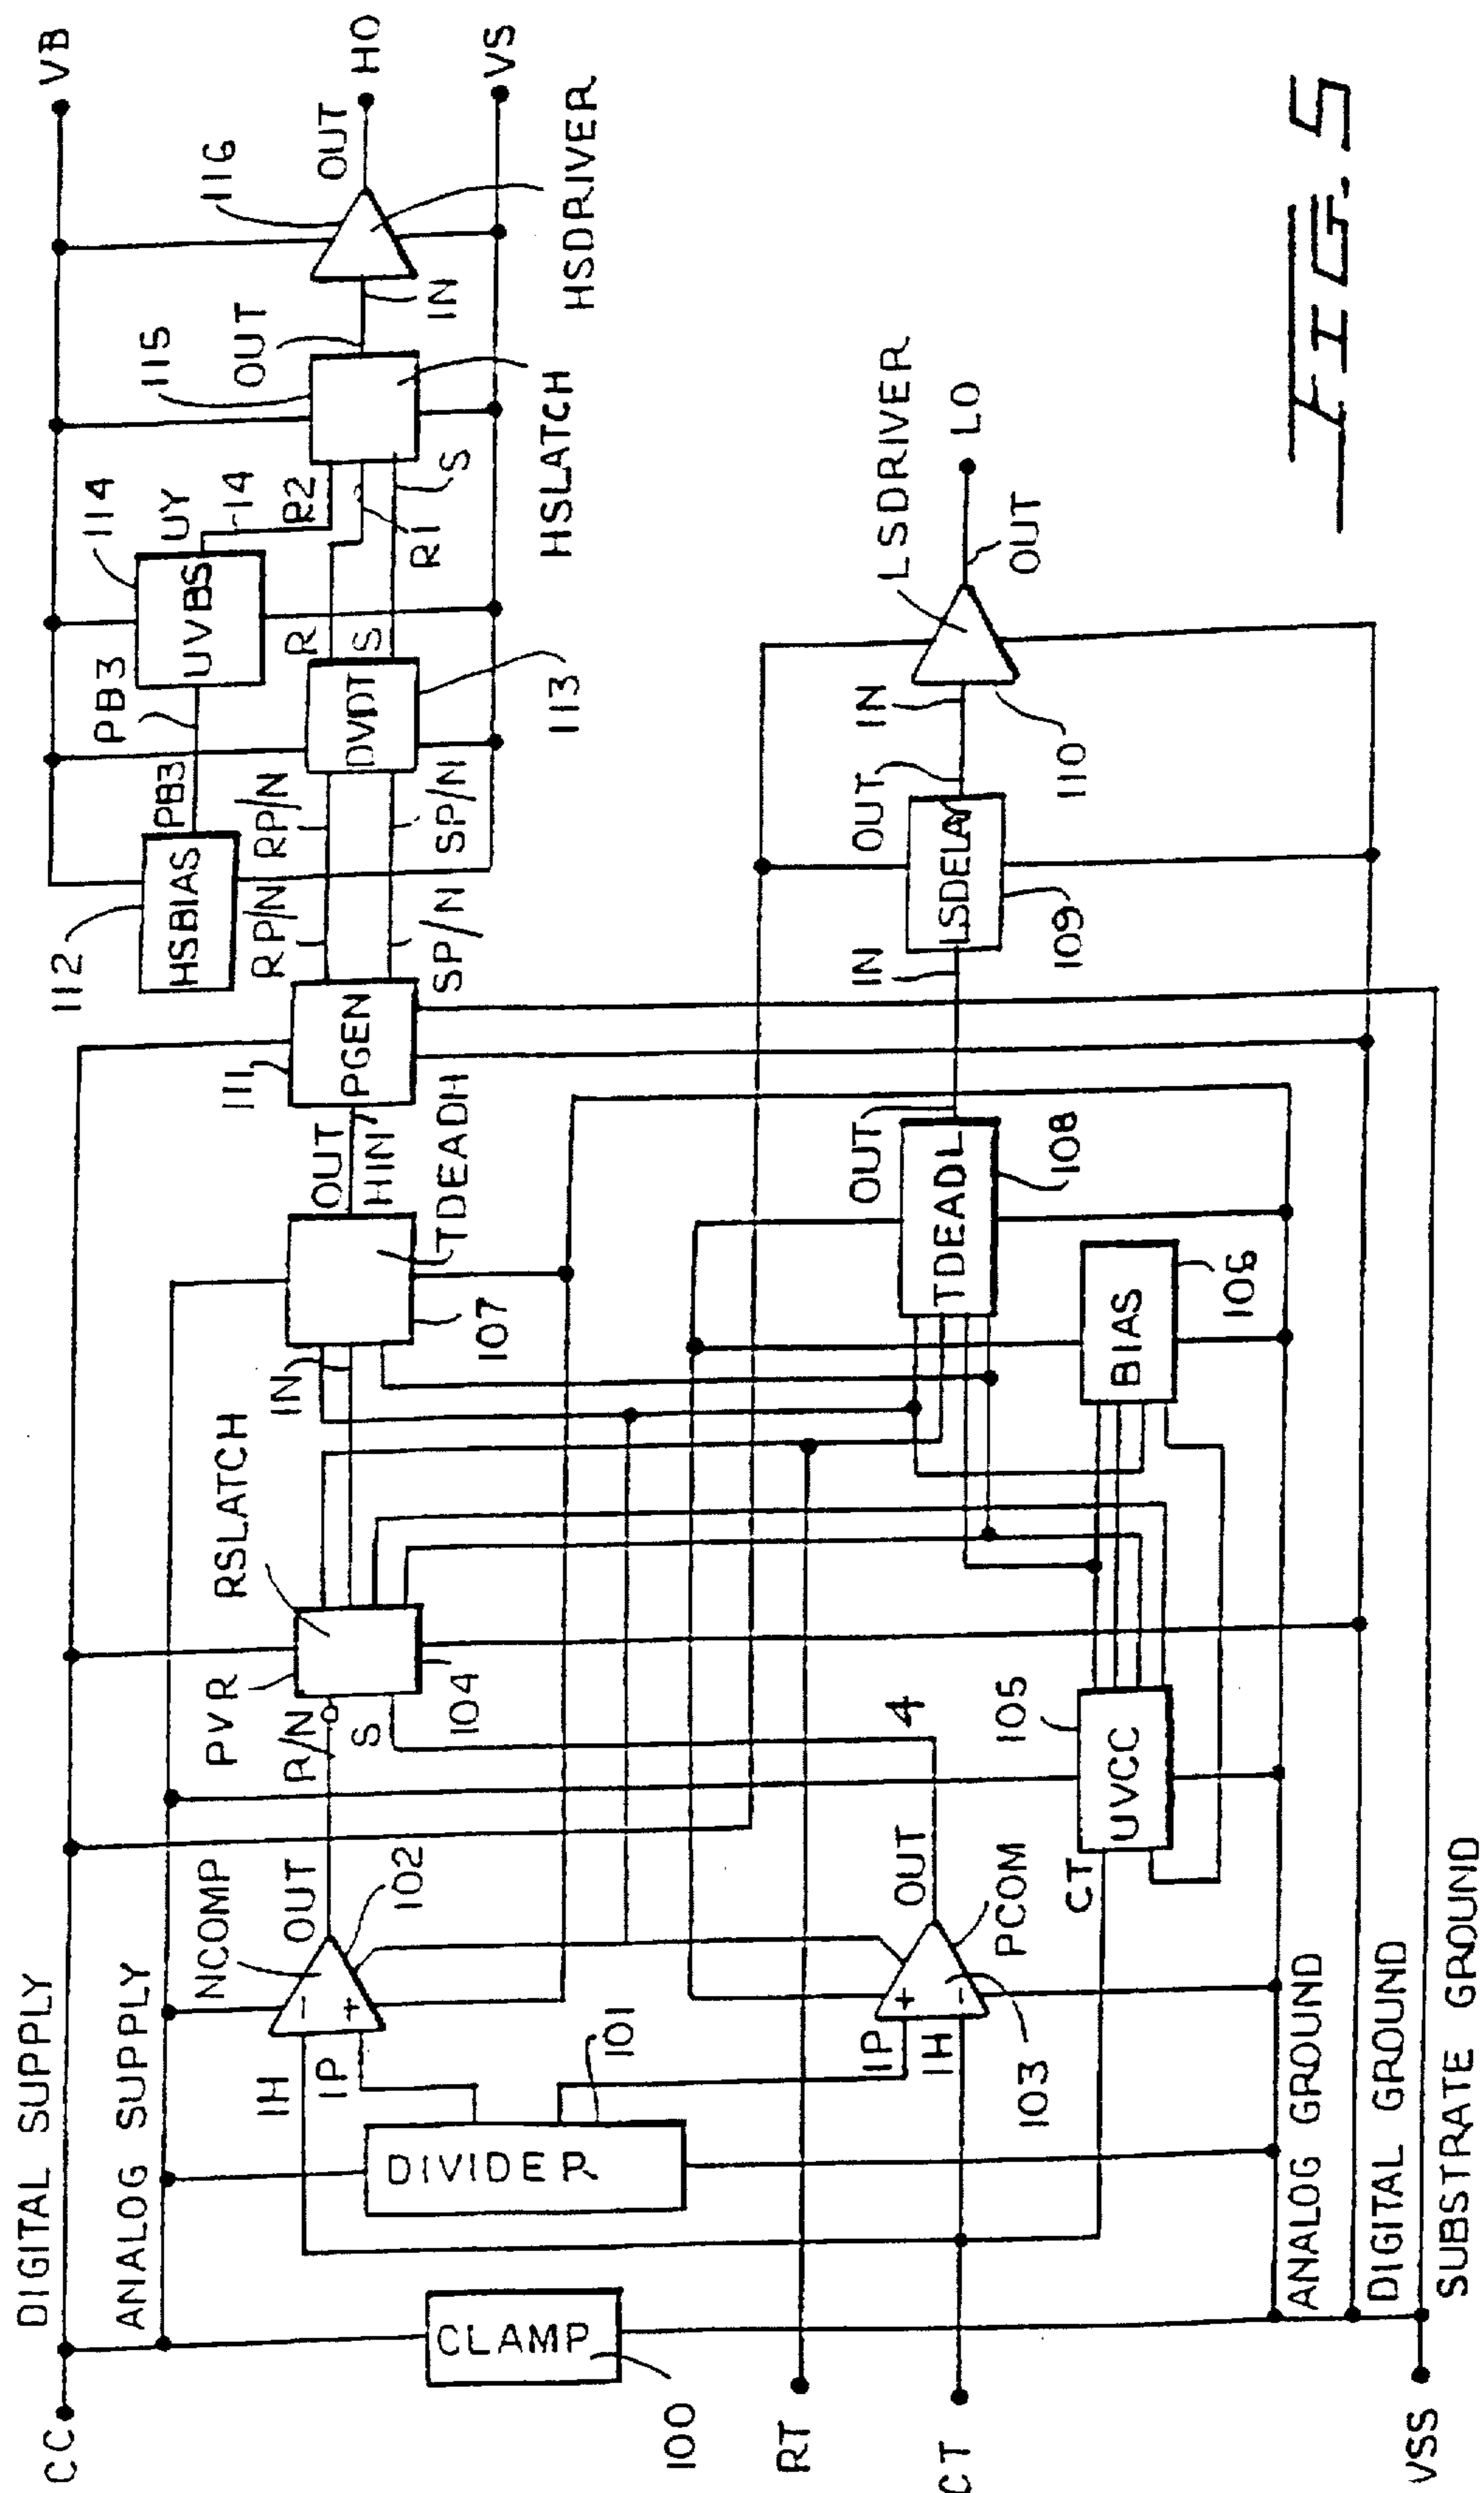 DIGITAL SUPPLY
ANALOG SUPPLY
CC
CLAMP
100
RT
CT
VSS
ANALOG GROUND
DIGITAL GROUND
SUBSTRATE GROUND
DIVIDER
101
IH
IP
NCOMP
OUT
102
-
+
IP
IH
+
-
103
PCOM
OUT
4
PVR
R/N
S
RSLATCH
104
CT
UVCC
105
BIAS
106
IN
107
TDEADH
OUT
HIN
TDEADL
108
OUT
111
PGEN
RP/N
SP/N
RP/N
SP/N
112
HSBIAS
PB3
PB3
DVDT
113
R
S
UVBS
114
UY
14
R2
R1
S
115
HSLATCH
OUT
IN
116
HSDRIVER
OUT
VB
HO
VS
IN
LSDELAY
109
OUT
IN
110
LSDRIVER
OUT
LO
FIG. 5